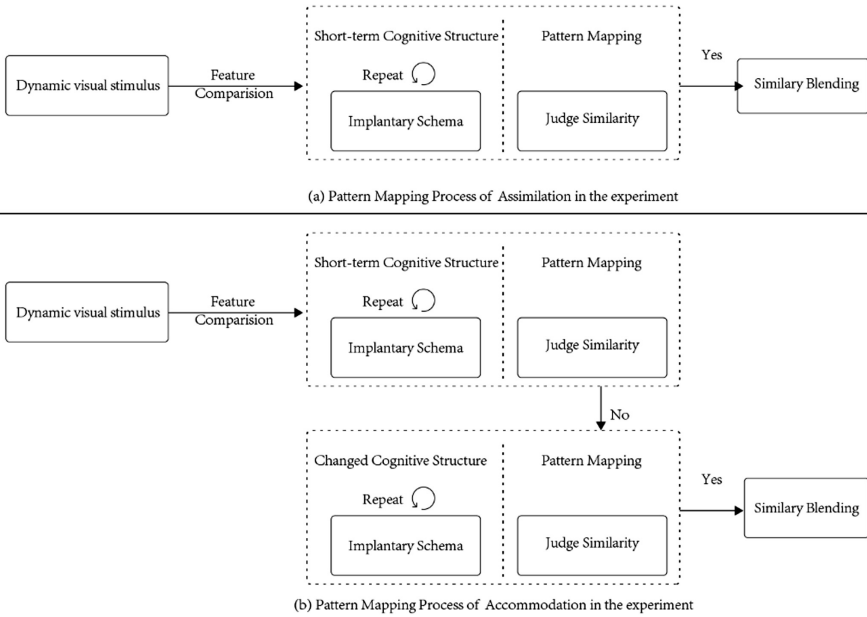 Short-term Cognitive Structure
Pattern Mapping
Repeat
Dynamic visual stimulus
Feature
Comparision
Implantary Schema
Judge Similarity
Yes
Similary Blending
(a) Pattern Mapping Process of Assimilation in the experiment
Short-term Cognitive Structure
Pattern Mapping
Repeat
Dynamic visual stimulus
Feature
Comparision
Implantary Schema
Judge Similarity
No
Changed Cognitive Structure
Pattern Mapping
Repeat
Implantary Schema
Judge Similarity
Yes
Similary Blending
(b) Pattern Mapping Process of Accommodation in the experiment